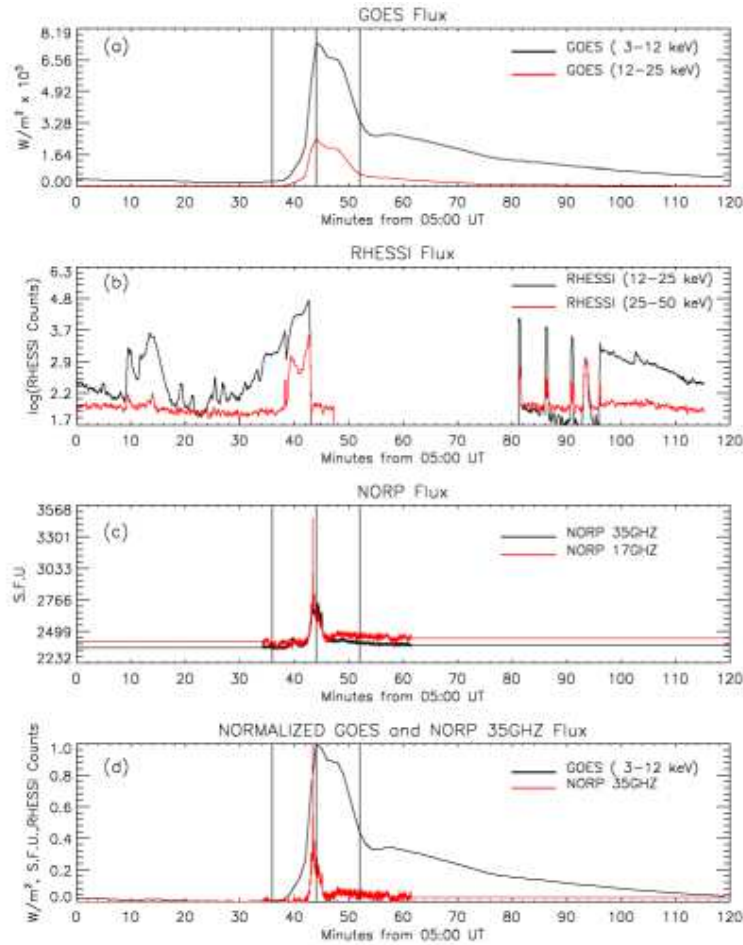 GOES Flux
(a)
GOES ( 3-12 keV)
GOES (12-25 keV)
8.19
6.56
4.92
3.28
1.64
0.00
W/m² x 10⁵
0 10 20 30 40 50 60 70 80 90 100 110 120
Minutes from 05:00 UT
RHESSI Flux
(b)
RHESSI (12-25 keV)
RHESSI (25-50 keV)
6.3
4.8
3.7
2.9
2.2
1.7
log(RHESSI Counts)
0 10 20 30 40 50 60 70 80 90 100 110 120
Minutes from 05:00 UT
NORP Flux
(c)
NORP 35GHZ
NORP 17GHZ
3568
3301
3033
2766
2499
2232
S.F.U.
0 10 20 30 40 50 60 70 80 90 100 110 120
Minutes from 05:00 UT
NORMALIZED GOES and NORP 35GHZ Flux
(d)
GOES ( 3-12 keV)
NORP 35GHZ
1.0
0.8
0.6
0.4
0.2
0.0
W/m², S.F.U.,RHESSI Counts
0 10 20 30 40 50 60 70 80 90 100 110 120
Minutes from 05:00 UT